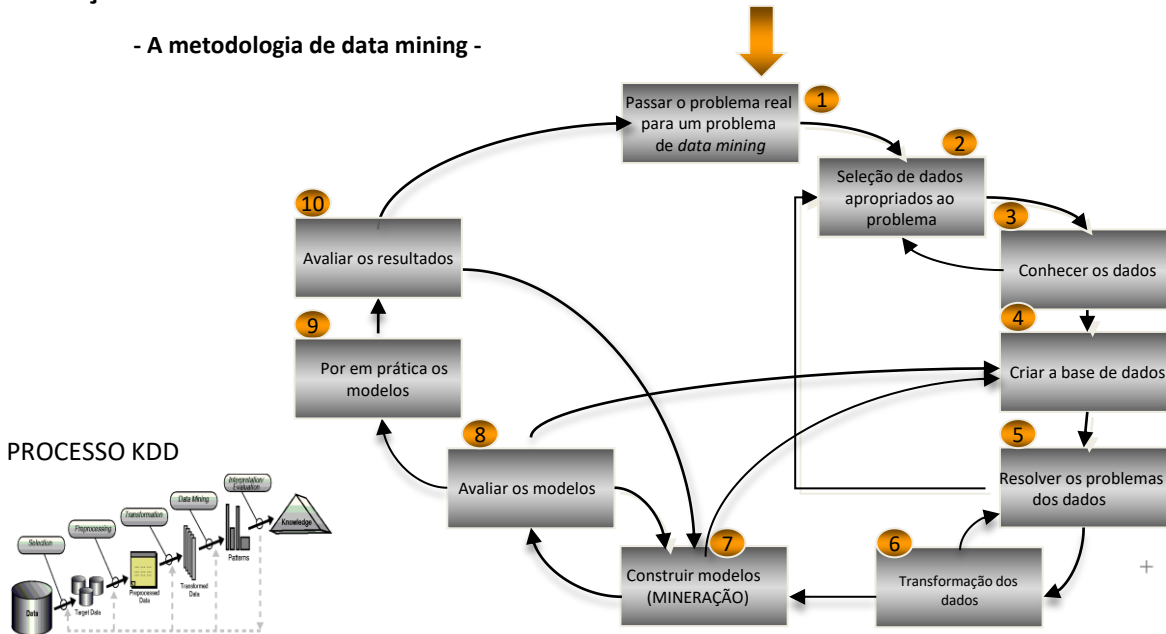 - A metodologia de data mining -
1
Passar o problema real
para um problema
de data mining
2
Seleção de dados
apropriados ao
problema
3
Conhecer os dados
4
Criar a base de dados
5
Resolver os problemas
dos dados
6
Transformação dos
dados
7
Construir modelos
(MINERAÇÃO)
8
Avaliar os modelos
9
Por em prática os
modelos
10
Avaliar os resultados
PROCESSO KDD
Selection
Preprocessing
Transformation
Data Mining
Interpretation/
Evaluation
Data
Target Data
Preprocessed
Data
Transformed
Data
Patterns
Knowledge